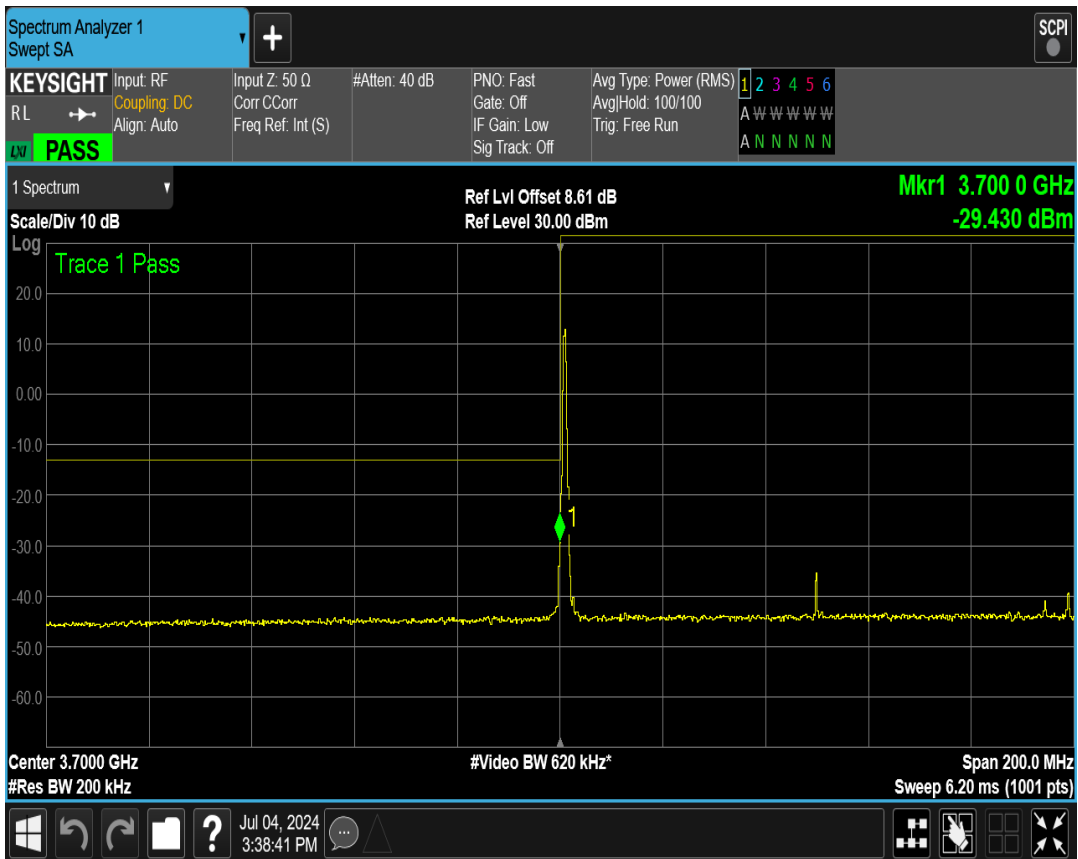 Spectrum Analyzer 1
Swept SA
SCPI
KEYSIGHT
R L
LXI PASS
Input: RF
Coupling: DC
Align: Auto
Input Z: 50 Ω
Corr CCorr
Freq Ref: Int (S)
#Atten: 40 dB
PNO: Fast
Gate: Off
IF Gain: Low
Sig Track: Off
Avg Type: Power (RMS)
Avg|Hold: 100/100
Trig: Free Run
1 2 3 4 5 6
A W W W W W
A N N N N N
1 Spectrum
Scale/Div 10 dB
Ref Lvl Offset 8.61 dB
Ref Level 30.00 dBm
Mkr1 3.700 0 GHz
-29.430 dBm
Log
Trace 1 Pass
20.0
10.0
0.00
-10.0
-20.0
1
-30.0
-40.0
-50.0
-60.0
Center 3.7000 GHz
#Res BW 200 kHz
#Video BW 620 kHz*
Span 200.0 MHz
Sweep 6.20 ms (1001 pts)
?
Jul 04, 2024
3:38:41 PM